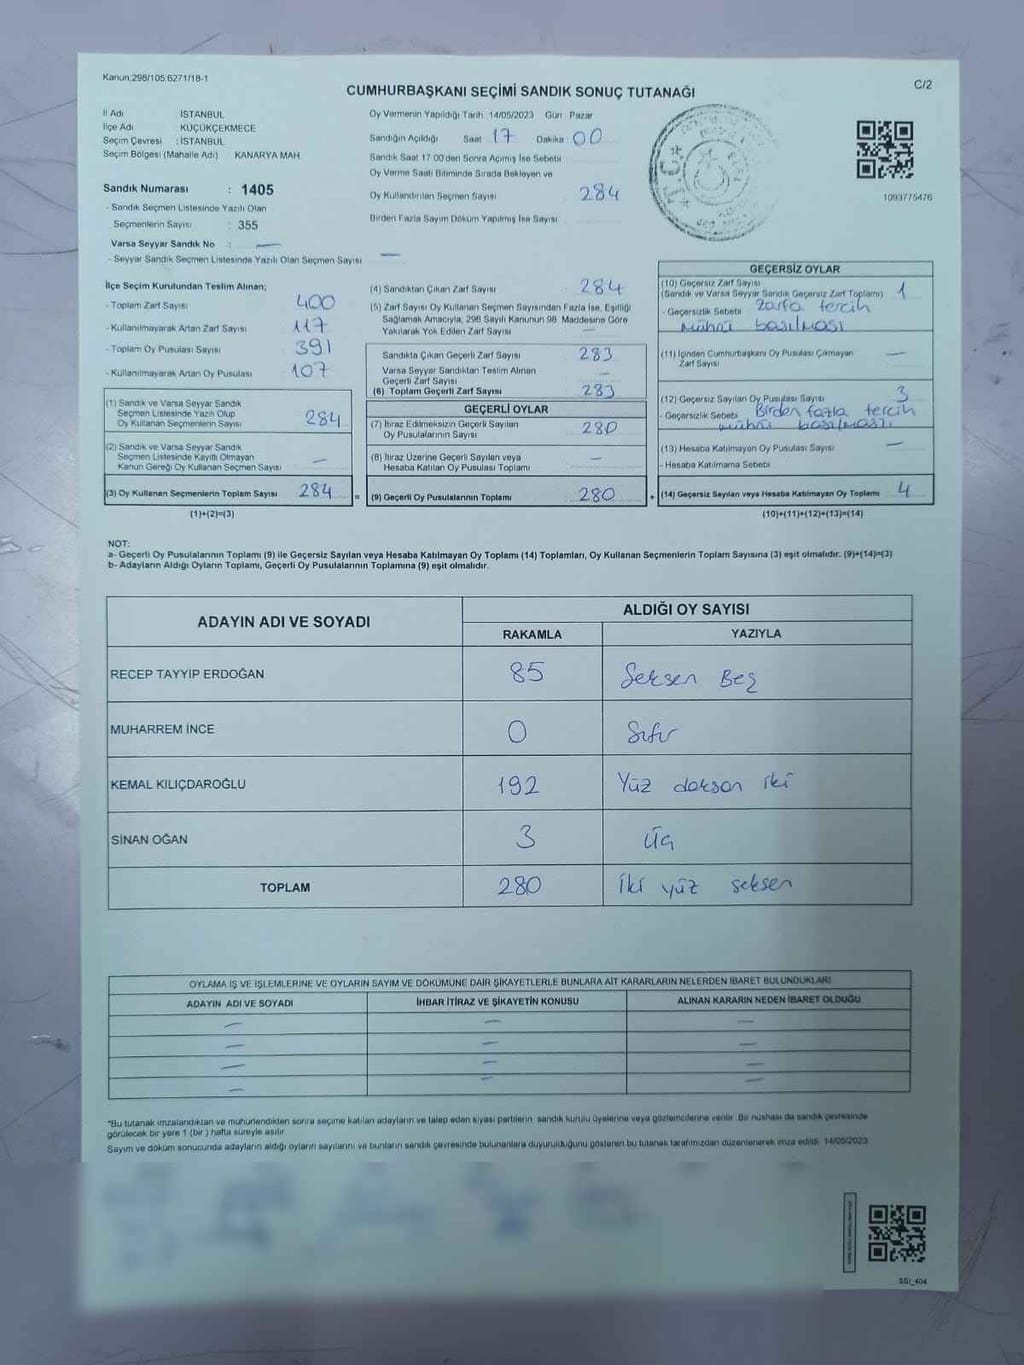 Kanun:298/105 6271/18-1
C/2
CUMHURBAŞKANI SEÇİMİ SANDIK SONUÇ TUTANAĞI
İl Adı İSTANBUL
İlçe Adı KÜÇÜKÇEKMECE
Seçim Çevresi : İSTANBUL
Seçim Bölgesi (Mahalle Adı) KANARYA MAH.
Sandık Numarası : 1405
- Sandık Seçmen Listesinde Yazılı Olan
Seçmenlerin Sayısı : 355
Varsa Seyyar Sandık No : —
- Seyyar Sandık Seçmen Listesinde Yazılı Olan Seçmen Sayısı —
Oy Vermenin Yapıldığı Tarih 14/05/2023 Gün Pazar
Sandığın Açıldığı Saat 17 Dakika 00
Sandık Saat 17 00'den Sonra Açımış İse Sebebi
Oy Verme Saati Bitiminde Sırada Bekleyen ve
Oy Kullandırılan Seçmen Sayısı 284
Birden Fazla Sayım Döküm Yapılmış İse Sayısı
T.C.
1093775476
İlçe Seçim Kurulundan Teslim Alınan;
- Toplam Zarf Sayısı 400
- Kullanılmayarak Artan Zarf Sayısı 117
- Toplam Oy Pusulası Sayısı 391
- Kullanılmayarak Artan Oy Pusulası 107
(1) Sandık ve Varsa Seyyar Sandık
Seçmen Listesinde Yazılı Olup
Oy Kullanan Seçmenlerin Sayısı 284
(2) Sandık ve Varsa Seyyar Sandık
Seçmen Listesinde Kayıtlı Olmayan
Kanun Gereği Oy Kullanan Seçmen Sayısı —
(3) Oy Kullanan Seçmenlerin Toplam Sayısı 284 =
(1)+(2)=(3)
(4) Sandıktan Çıkan Zarf Sayısı 284
(5) Zarf Sayısı Oy Kullanan Seçmen Sayısından Fazla İse, Eşitliği
Sağlamak Amacıyla, 298 Sayılı Kanunun 98 Maddesine Göre
Yakılarak Yok Edilen Zarf Sayısı —
Sandıkta Çıkan Geçerli Zarf Sayısı 283
Varsa Seyyar Sandıktan Teslim Alınan
Geçerli Zarf Sayısı —
(6) Toplam Geçerli Zarf Sayısı 283
GEÇERLİ OYLAR
(7) İtiraz Edilmeksizin Geçerli Sayılan
Oy Pusulalarının Sayısı 280
(8) İtiraz Üzerine Geçerli Sayılan veya
Hesaba Katılan Oy Pusulası Toplamı —
(9) Geçerli Oy Pusulalarının Toplamı 280 +
GEÇERSİZ OYLAR
(10) Geçersiz Zarf Sayısı
(Sandık ve Varsa Seyyar Sandık Geçersiz Zarf Toplamı) 1
- Geçersizlik Sebebi Zarfa tercih
mührü basılması
(11) İçinden Cumhurbaşkanı Oy Pusulası Çıkmayan
Zarf Sayısı —
(12) Geçersiz Sayılan Oy Pusulası Sayısı 3
- Geçersizlik Sebebi Birden fazla tercih
mührü basılması
(13) Hesaba Katılmayan Oy Pusulası Sayısı —
- Hesaba Katılmama Sebebi
(14) Geçersiz Sayılan veya Hesaba Katılmayan Oy Toplamı 4
(10)+(11)+(12)+(13)=(14)
NOT:
a- Geçerli Oy Pusulalarının Toplamı (9) ile Geçersiz Sayılan veya Hesaba Katılmayan Oy Toplamı (14) Toplamları, Oy Kullanan Seçmenlerin Toplam Sayısına (3) eşit olmalıdır. (9)+(14)=(3)
b- Adayların Aldığı Oyların Toplamı, Geçerli Oy Pusulalarının Toplamına (9) eşit olmalıdır.
ADAYIN ADI VE SOYADI ALDIĞI OY SAYISI
RAKAMLA YAZIYLA
RECEP TAYYİP ERDOĞAN 85 Seksen Beş
MUHARREM İNCE 0 Sıfır
KEMAL KILIÇDAROĞLU 192 Yüz doksan iki
SİNAN OĞAN 3 Üç
TOPLAM 280 İki yüz seksen
OYLAMA İŞ VE İŞLEMLERİNE VE OYLARIN SAYIM VE DÖKÜMÜNE DAİR ŞİKAYETLERLE BUNLARA AİT KARARLARIN NELERDEN İBARET BULUNDUKLARI
ADAYIN ADI VE SOYADI İHBAR İTİRAZ VE ŞİKAYETİN KONUSU ALINAN KARARIN NEDEN İBARET OLDUĞU
— — —
— — —
— — —
— — —
*Bu tutanak imzalandıktan ve mühürlendikten sonra seçime katılan adayların ve talep eden siyasi partilerin sandık kurulu üyelerine veya gözlemcilerine verilir. Bir nüshası da sandık çevresinde
görülecek bir yere 1 (bir ) hafta süreyle asılır.
Sayım ve döküm sonucunda adayların aldığı oyların sayılarını ve bunların sandık çevresinde bulunanlara duyurulduğunu gösteren bu tutanak tarafımızdan düzenlenerek imza edildi. 14/05/2023
SSI_404